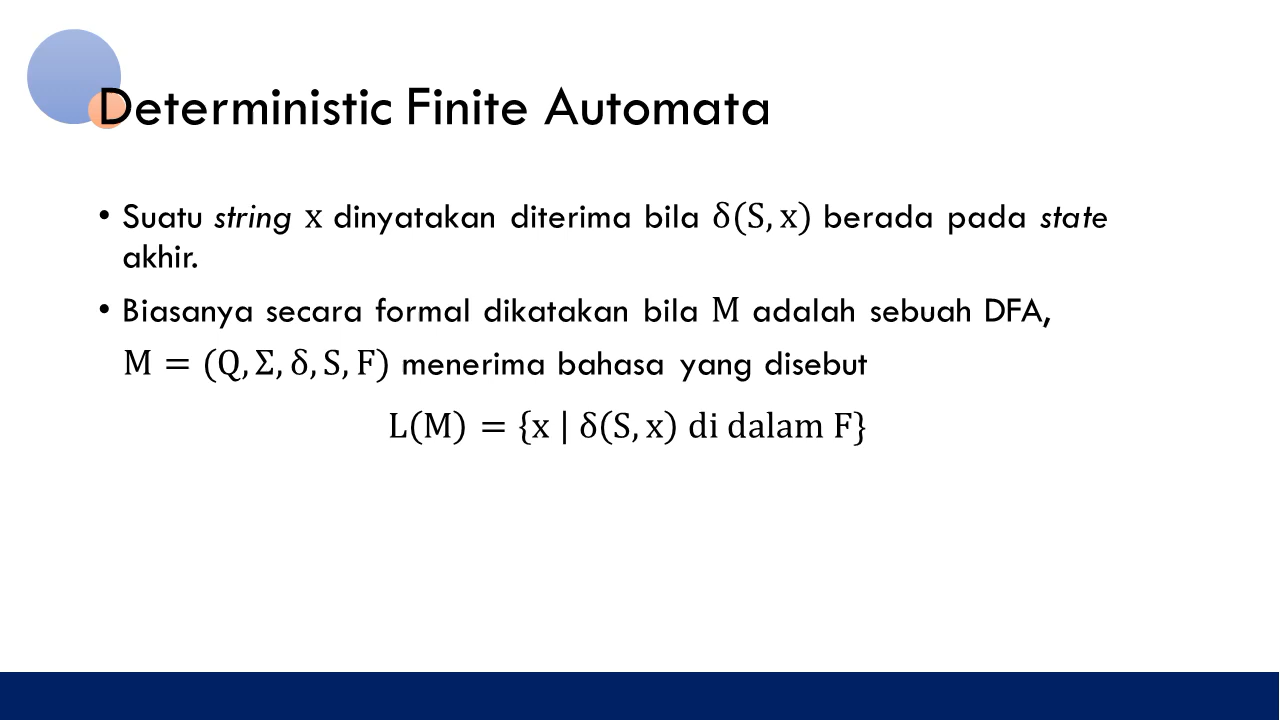 Deterministic Finite Automata
• Suatu string x dinyatakan diterima bila δ(S, x) berada pada state
akhir.
• Biasanya secara formal dikatakan bila M adalah sebuah DFA,
M = (Q, Σ, δ, S, F) menerima bahasa yang disebut
L(M) = {x | δ(S, x) di dalam F}